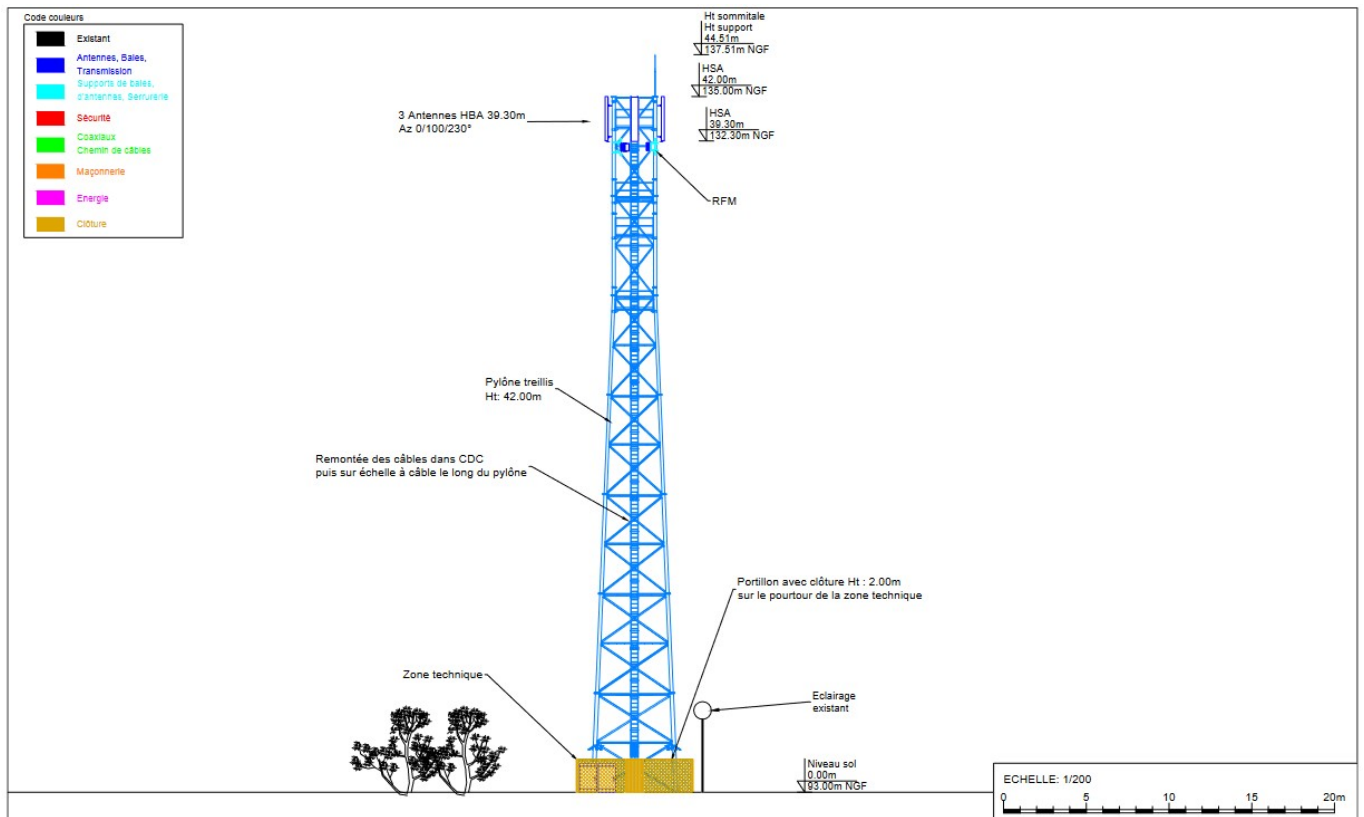 Code couleurs
Existant
Antennes, Baies,
Transmission
Supports de baies,
d'antennes, Serrurerie
Sécurité
Coaxiaux
Chemin de câbles
Maçonnerie
Energie
Clôture
Ht sommitale
Ht support
44.51m
137.51m NGF
HSA
42.00m
135.00m NGF
3 Antennes HBA 39.30m
Az 0/100/230°
HSA
39.30m
132.30m NGF
RFM
Pylône treillis
Ht: 42.00m
Remontée des câbles dans CDC
puis sur échelle à câble le long du pylône
Portillon avec clôture Ht : 2.00m
sur le pourtour de la zone technique
Zone technique
Eclairage
existant
Niveau sol
0.00m
93.00m NGF
ECHELLE: 1/200
0 5 10 15 20m